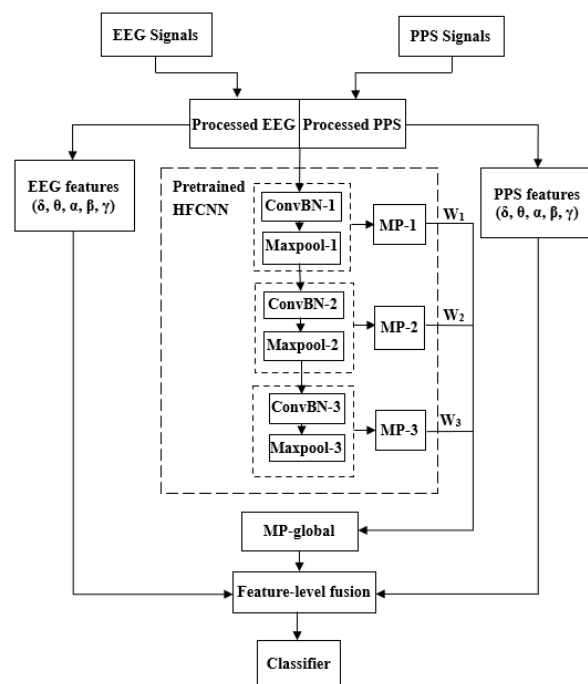 EEG Signals
PPS Signals
Processed EEG
Processed PPS
EEG features
(δ, θ, α, β, γ)
Pretrained
HFCNN
PPS features
(δ, θ, α, β, γ)
ConvBN-1
Maxpool-1
MP-1
W₁
ConvBN-2
Maxpool-2
MP-2
W₂
ConvBN-3
Maxpool-3
MP-3
W₃
MP-global
Feature-level fusion
Classifier